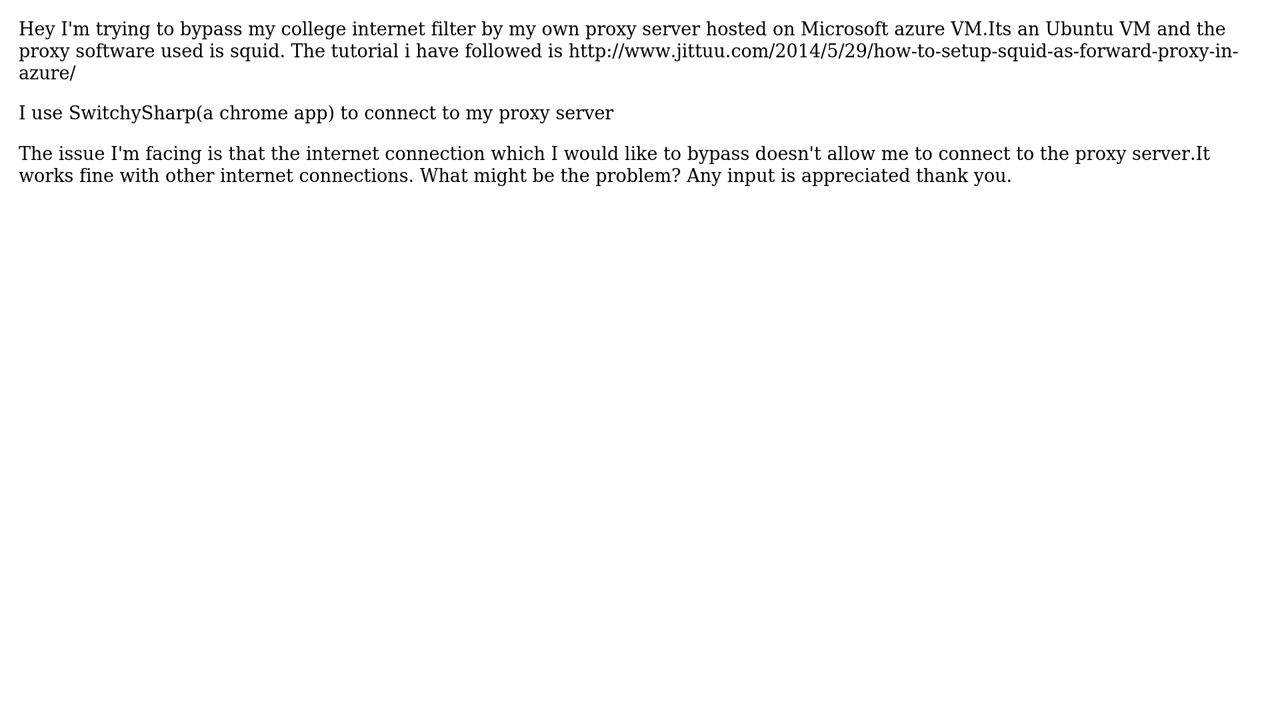 Hey I'm trying to bypass my college internet filter by my own proxy server hosted on Microsoft azure VM.Its an Ubuntu VM and the
proxy software used is squid. The tutorial i have followed is http://www.jittuu.com/2014/5/29/how-to-setup-squid-as-forward-proxy-in-
azure/
I use SwitchySharp(a chrome app) to connect to my proxy server
The issue I'm facing is that the internet connection which I would like to bypass doesn't allow me to connect to the proxy server.It
works fine with other internet connections. What might be the problem? Any input is appreciated thank you.